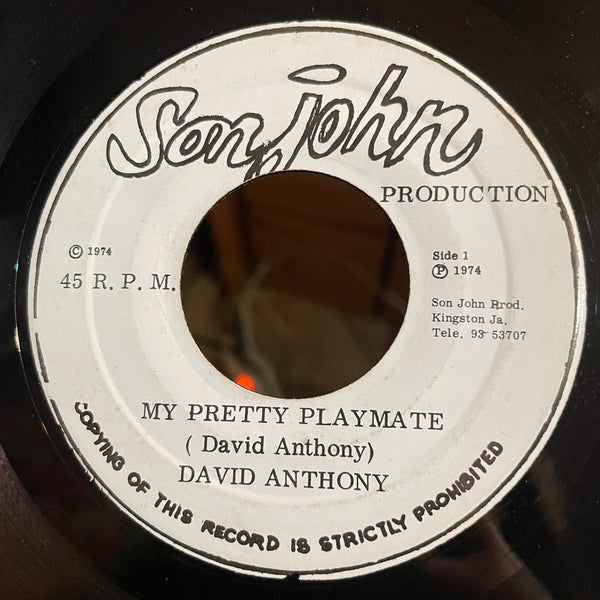 Son John
PRODUCTION
© 1974
45 R. P. M.
Side 1
℗ 1974
Son John Rrod.
Kingston Ja.
Tele. 93-53707
MY PRETTY PLAYMATE
( David Anthony)
DAVID ANTHONY
COPYING OF THIS RECORD IS STRICTLY PROHIBITED